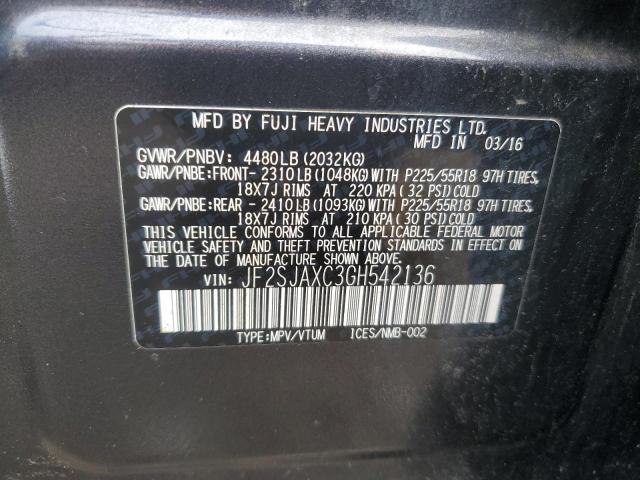 MFD BY FUJI HEAVY INDUSTRIES LTD.
MFD IN 03/16
GVWR/PNBV: 4480LB (2032KG)
GAWR/PNBE:FRONT- 2310 LB (1048KG) WITH P225/55R18 97H TIRES,
18X7J RIMS AT 220 KPA (32 PSI) COLD
GAWR/PNBE:REAR - 2410 LB (1093KG) WITH P225/55R18 97H TIRES,
18X7J RIMS AT 210 KPA (30 PSI) COLD
THIS VEHICLE CONFORMS TO ALL APPLICABLE FEDERAL MOTOR
VEHICLE SAFETY AND THEFT PREVENTION STANDARDS IN EFFECT ON
THE DATE OF MANUFACTURE SHOWN ABOVE.
VIN: JF2SJAXC3GH542136
TYPE:MPV/VTUM ICES/NMB-002